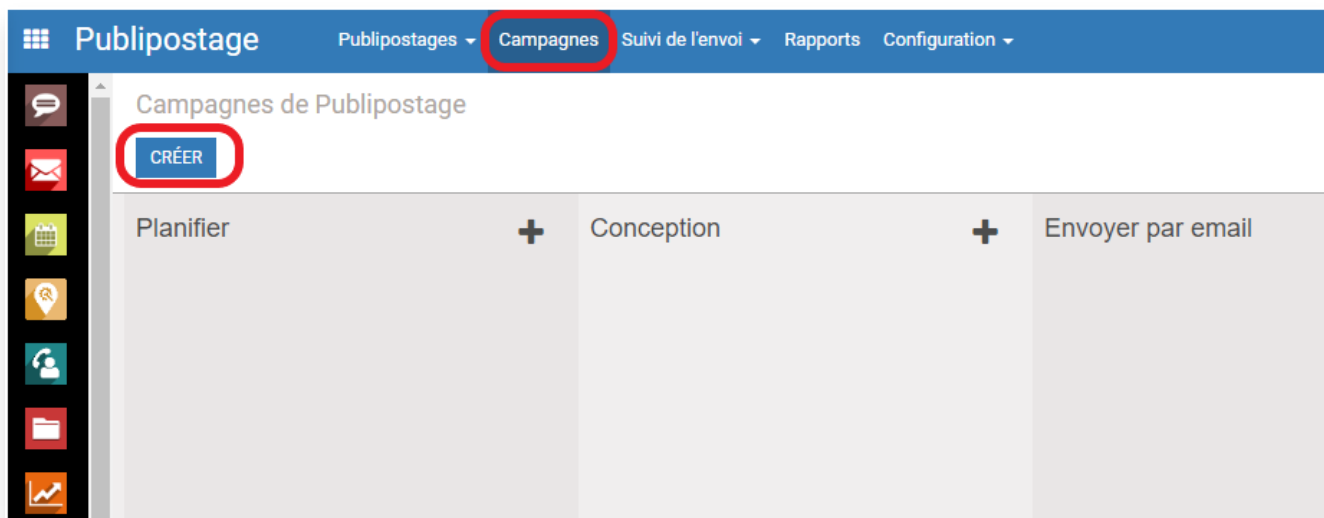 Publipostage Publipostages Campagnes Suivi de l'envoi Rapports Configuration
Campagnes de Publipostage
CRÉER
Planifier Conception Envoyer par email